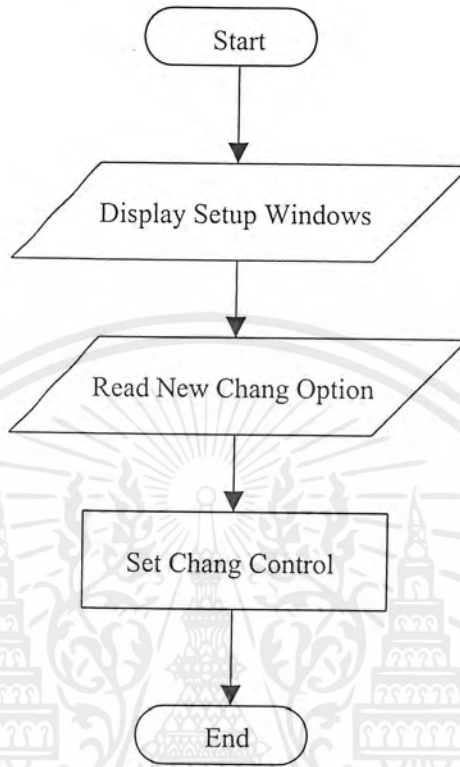 Start
Display Setup Windows
Read New Chang Option
Set Chang Control
End